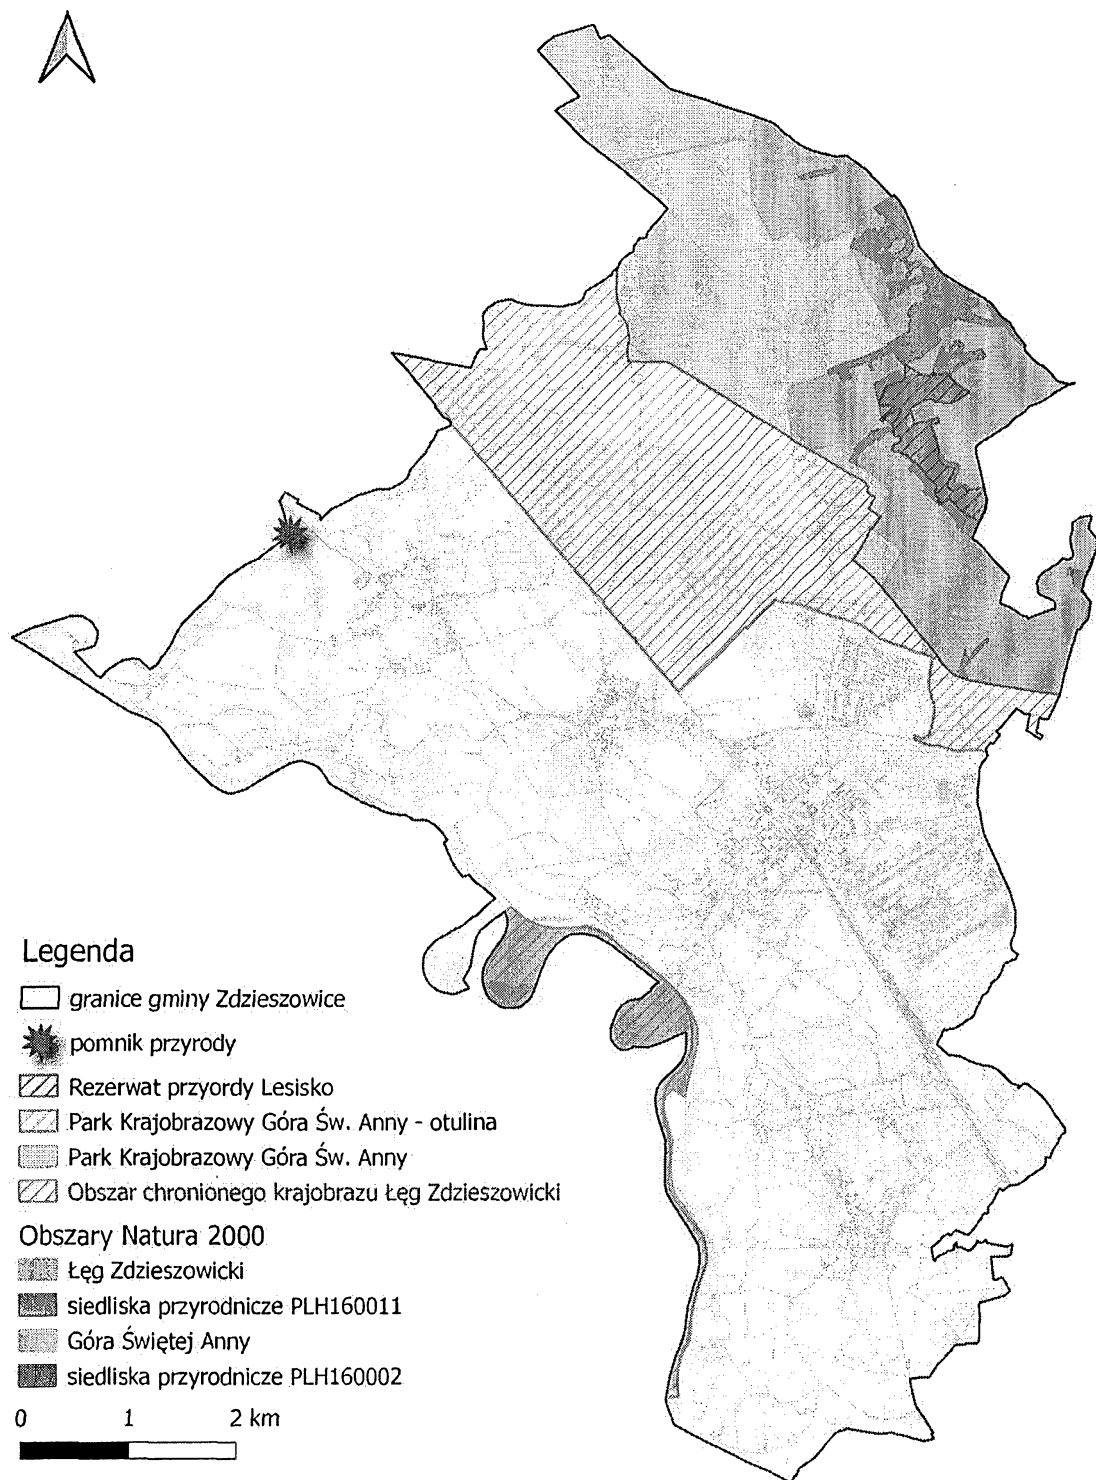 Legenda
granice gminy Zdzieszowice
pomnik przyrody
Rezerwat przyordy Lesisko
Park Krajobrazowy Góra Św. Anny - otulina
Park Krajobrazowy Góra Św. Anny
Obszar chronionego krajobrazu Łęg Zdzieszowicki
Obszary Natura 2000
Łęg Zdzieszowicki
siedliska przyrodnicze PLH160011
Góra Świętej Anny
siedliska przyrodnicze PLH160002
0 1 2 km